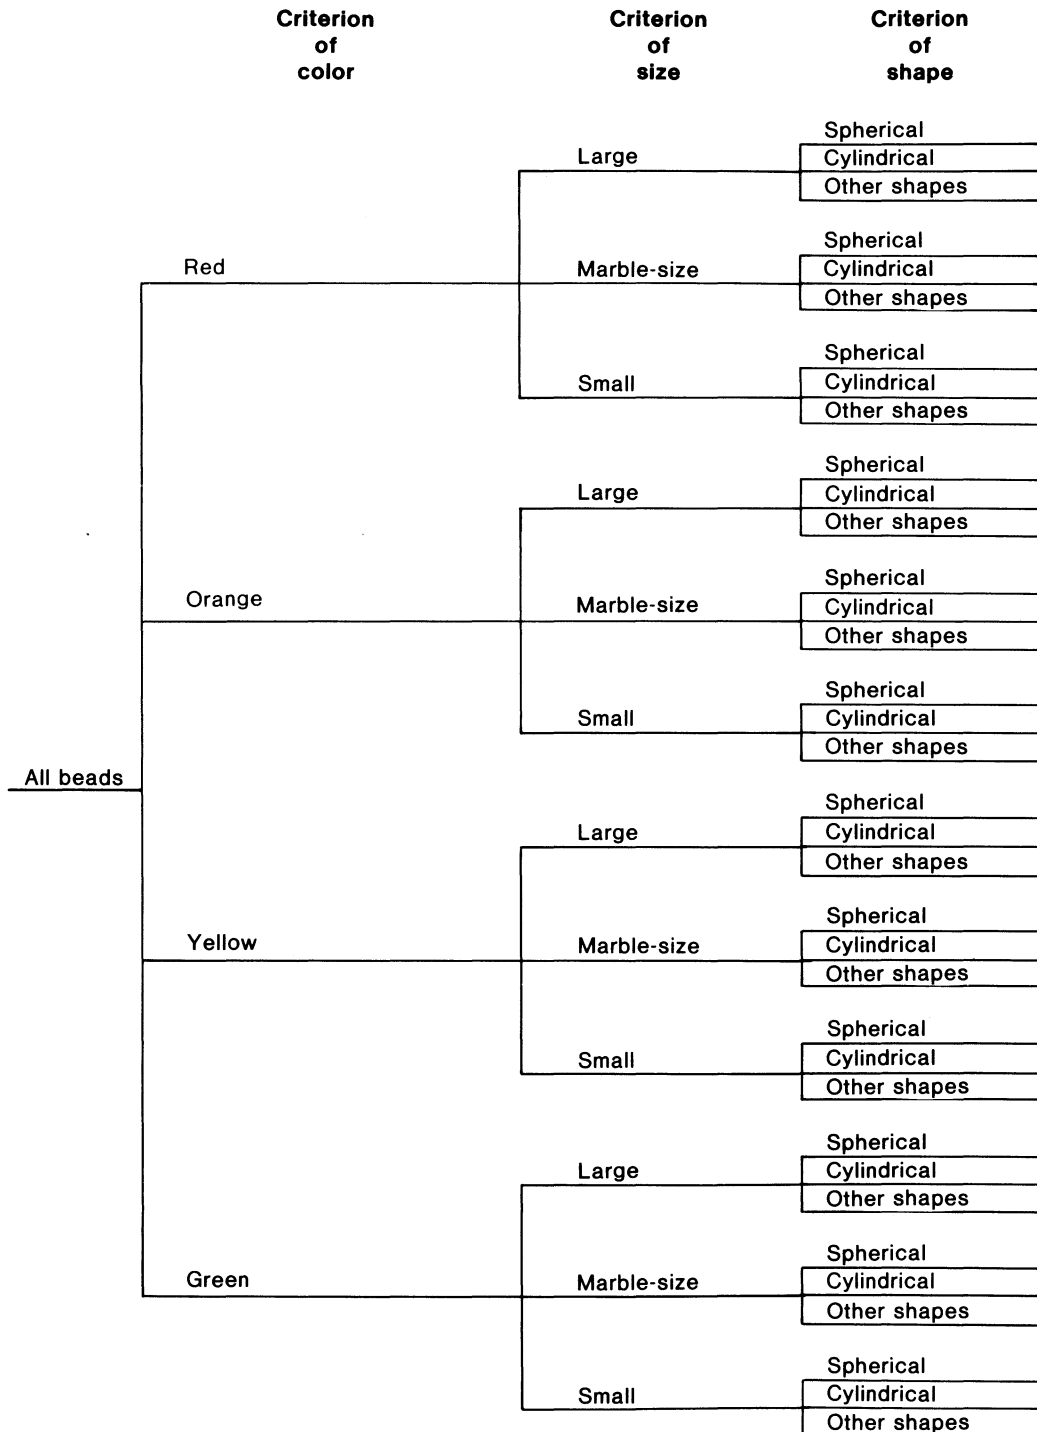 Criterion
of
color
Criterion
of
size
Criterion
of
shape
Spherical
Large
Cylindrical
Other shapes
Spherical
Red
Marble-size
Cylindrical
Other shapes
Spherical
Small
Cylindrical
Other shapes
Spherical
Large
Cylindrical
Other shapes
Spherical
Orange
Marble-size
Cylindrical
Other shapes
Spherical
Small
Cylindrical
Other shapes
All beads
Spherical
Large
Cylindrical
Other shapes
Spherical
Yellow
Marble-size
Cylindrical
Other shapes
Spherical
Small
Cylindrical
Other shapes
Spherical
Large
Cylindrical
Other shapes
Spherical
Green
Marble-size
Cylindrical
Other shapes
Spherical
Small
Cylindrical
Other shapes